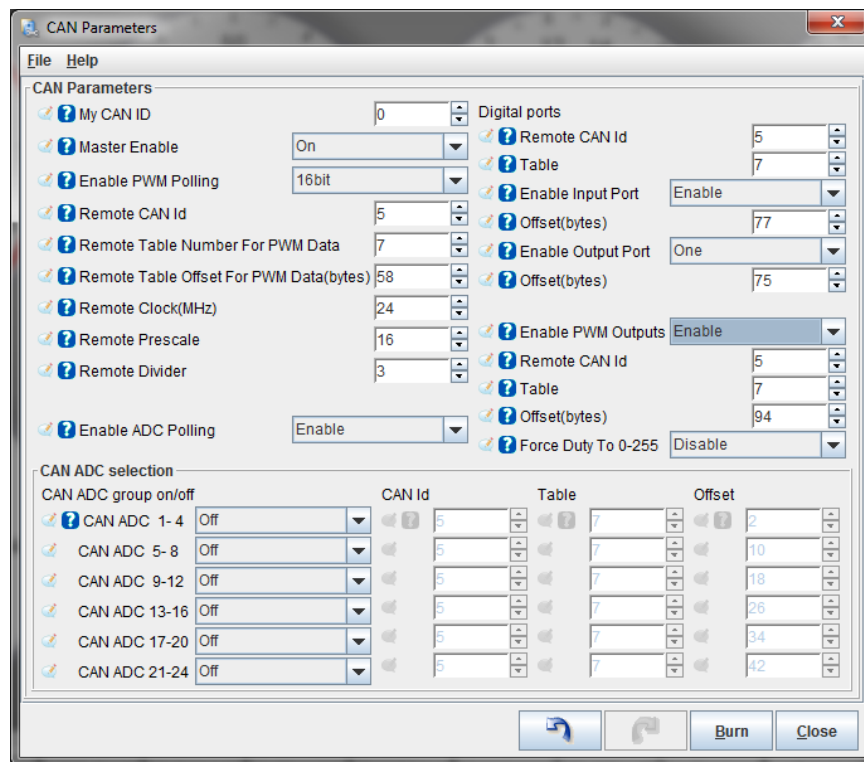 CAN Parameters
File Help
CAN Parameters
My CAN ID 0
Master Enable On
Enable PWM Polling 16bit
Remote CAN Id 5
Remote Table Number For PWM Data 7
Remote Table Offset For PWM Data(bytes) 58
Remote Clock(MHz) 24
Remote Prescale 16
Remote Divider 3
Enable ADC Polling Enable
Digital ports
Remote CAN Id 5
Table 7
Enable Input Port Enable
Offset(bytes) 77
Enable Output Port One
Offset(bytes) 75
Enable PWM Outputs Enable
Remote CAN Id 5
Table 7
Offset(bytes) 94
Force Duty To 0-255 Disable
CAN ADC selection
CAN ADC group on/off CAN Id Table Offset
CAN ADC 1- 4 Off 5 7 2
CAN ADC 5- 8 Off 5 7 10
CAN ADC 9-12 Off 5 7 18
CAN ADC 13-16 Off 5 7 26
CAN ADC 17-20 Off 5 7 34
CAN ADC 21-24 Off 5 7 42
Burn Close